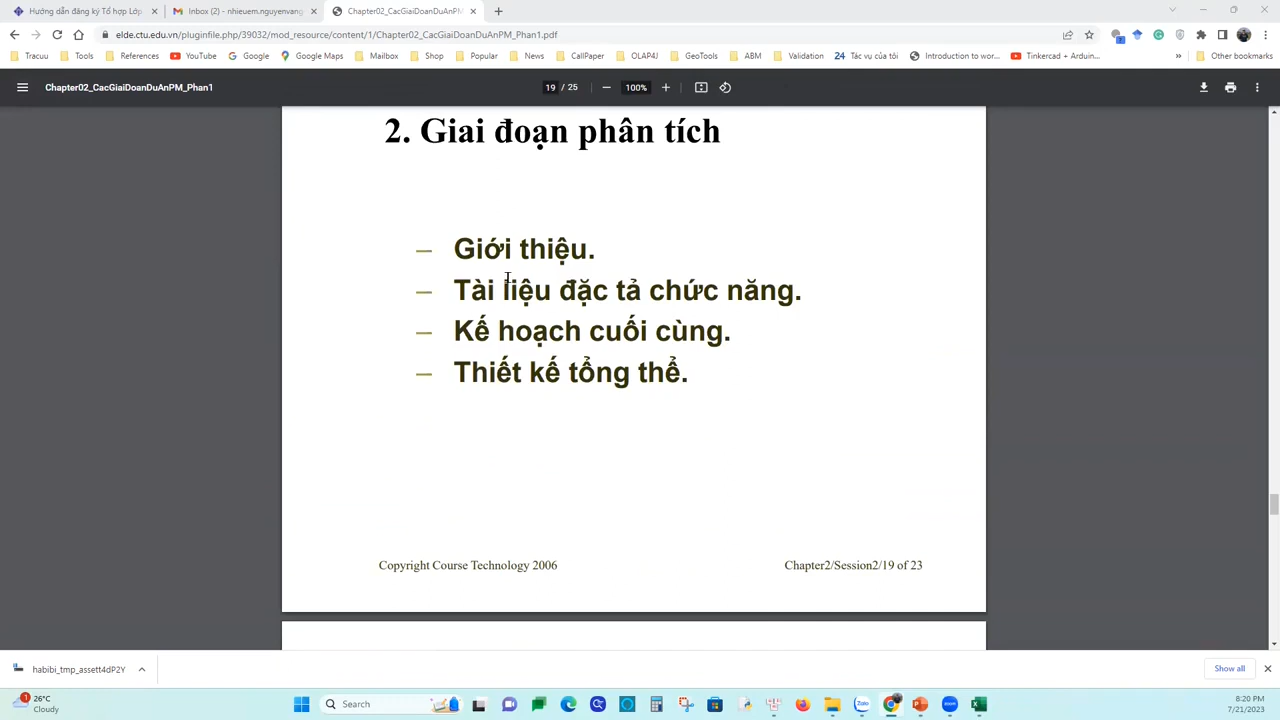 Hướng dẫn đăng ký Tổ hợp Lớp
Inbox (2) - nhieuem.nguyenvang
Chapter02_CacGiaiDoanDuAnPM
elde.ctu.edu.vn/pluginfile.php/39032/mod_resource/content/1/Chapter02_CacGiaiDoanDuAnPM_Phan1.pdf
Tracuu Tools References YouTube Google Google Maps Mailbox Shop Popular News CallPaper OLAP4J GeoTools ABM Validation 24 Tác vụ của tôi Introduction to wor... Tinkercad + Arduin... » Other bookmarks
Chapter02_CacGiaiDoanDuAnPM_Phan1 19 / 25 100%
2. Giai đoạn phân tích
– Giới thiệu.
– Tài liệu đặc tả chức năng.
– Kế hoạch cuối cùng.
– Thiết kế tổng thể.
Copyright Course Technology 2006 Chapter2/Session2/19 of 23
habibi_tmp_assett4dP2Y Show all
1 26°C
Cloudy
Search
Zalo zoom
8:20 PM
7/21/2023